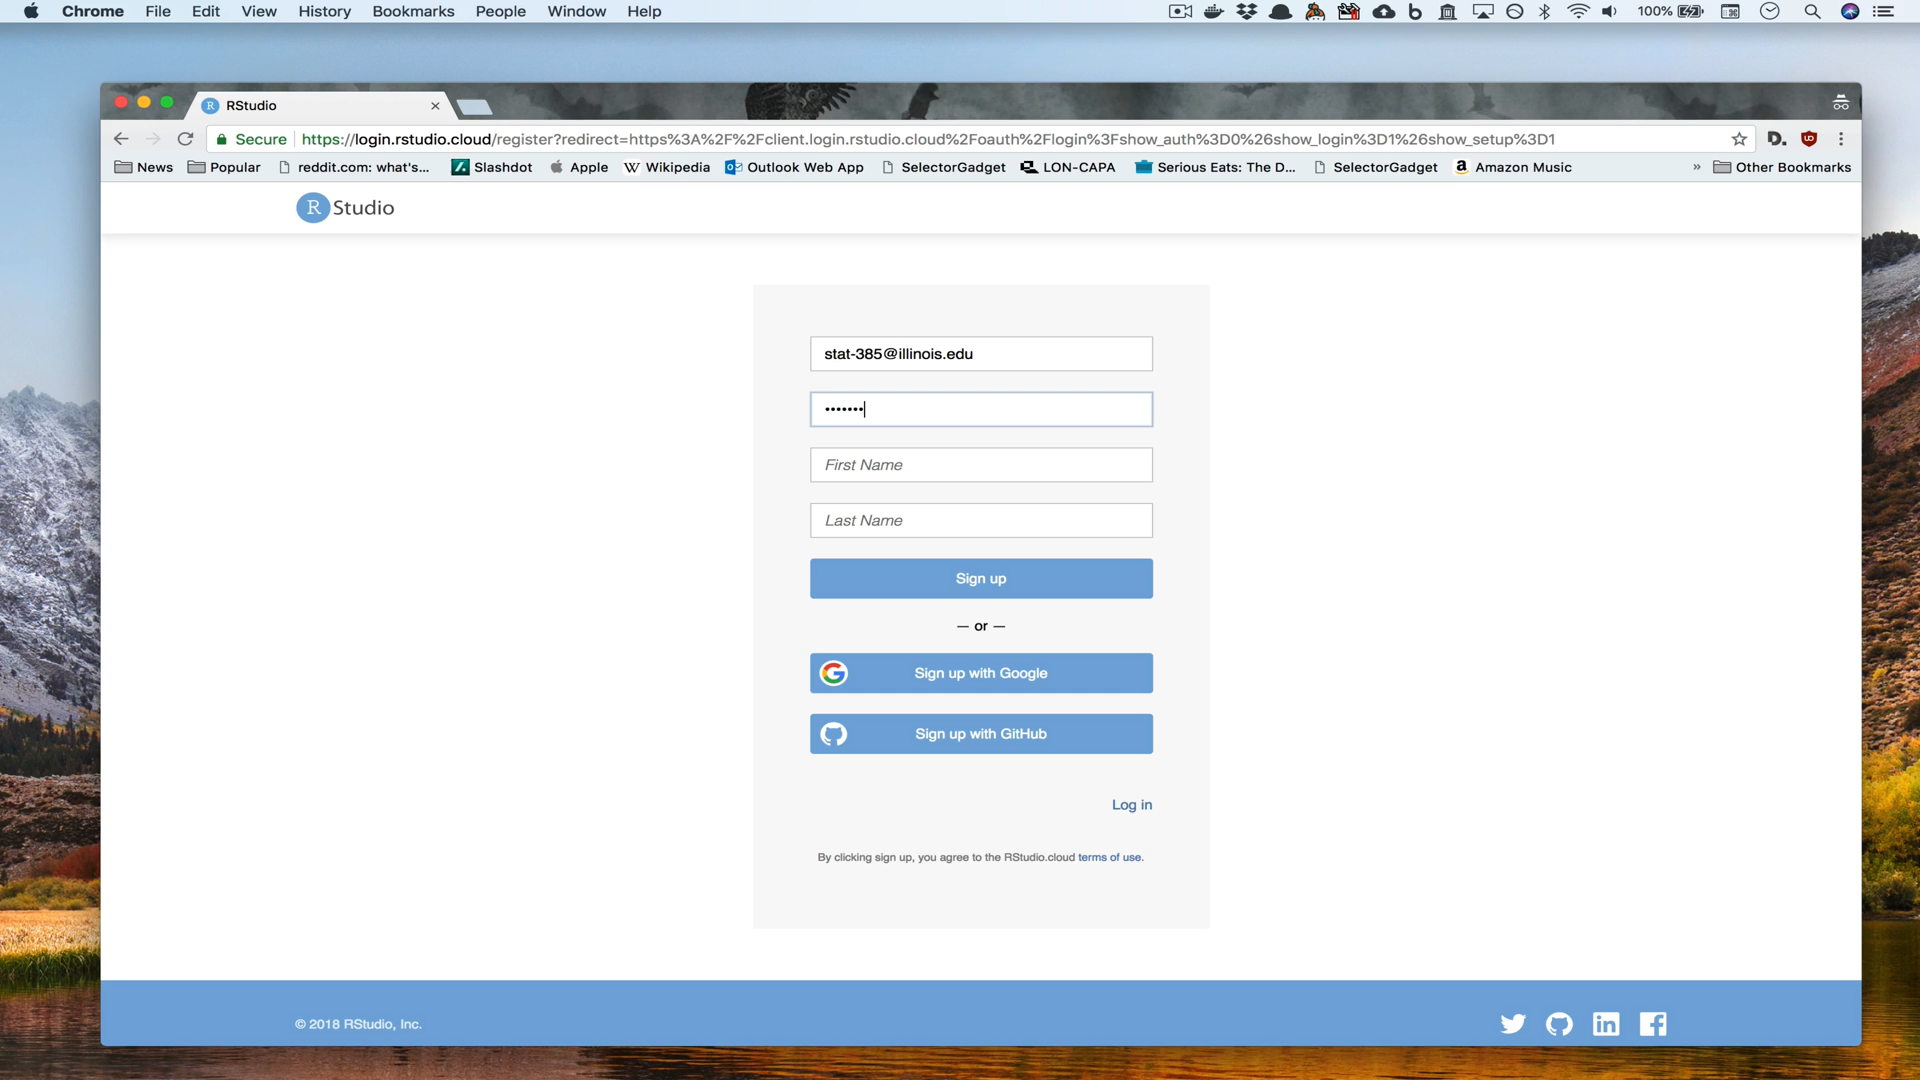 Chrome File Edit View History Bookmarks People Window Help 100%
RStudio
Secure https://login.rstudio.cloud/register?redirect=https%3A%2F%2Fclient.login.rstudio.cloud%2Foauth%2Flogin%3Fshow_auth%3D0%26show_login%3D1%26show_setup%3D1
News Popular reddit.com: what's... Slashdot Apple Wikipedia Outlook Web App SelectorGadget LON-CAPA Serious Eats: The D... SelectorGadget Amazon Music » Other Bookmarks
R Studio
stat-385@illinois.edu
•••••••
First Name
Last Name
Sign up
— or —
Sign up with Google
Sign up with GitHub
Log in
By clicking sign up, you agree to the RStudio.cloud terms of use.
© 2018 RStudio, Inc.